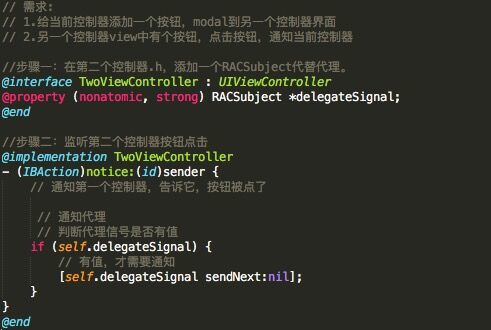 // 需求:
// 1.给当前控制器添加一个按钮，modal到另一个控制器界面
// 2.另一个控制器view中有个按钮，点击按钮，通知当前控制器
//步骤一：在第二个控制器.h，添加一个RACSubject代替代理。
@interface TwoViewController : UIViewController
@property (nonatomic, strong) RACSubject *delegateSignal;
@end
//步骤二：监听第二个控制器按钮点击
@implementation TwoViewController
- (IBAction)notice:(id)sender {
// 通知第一个控制器，告诉它，按钮被点了
// 通知代理
// 判断代理信号是否有值
if (self.delegateSignal) {
// 有值，才需要通知
[self.delegateSignal sendNext:nil];
}
}
@end